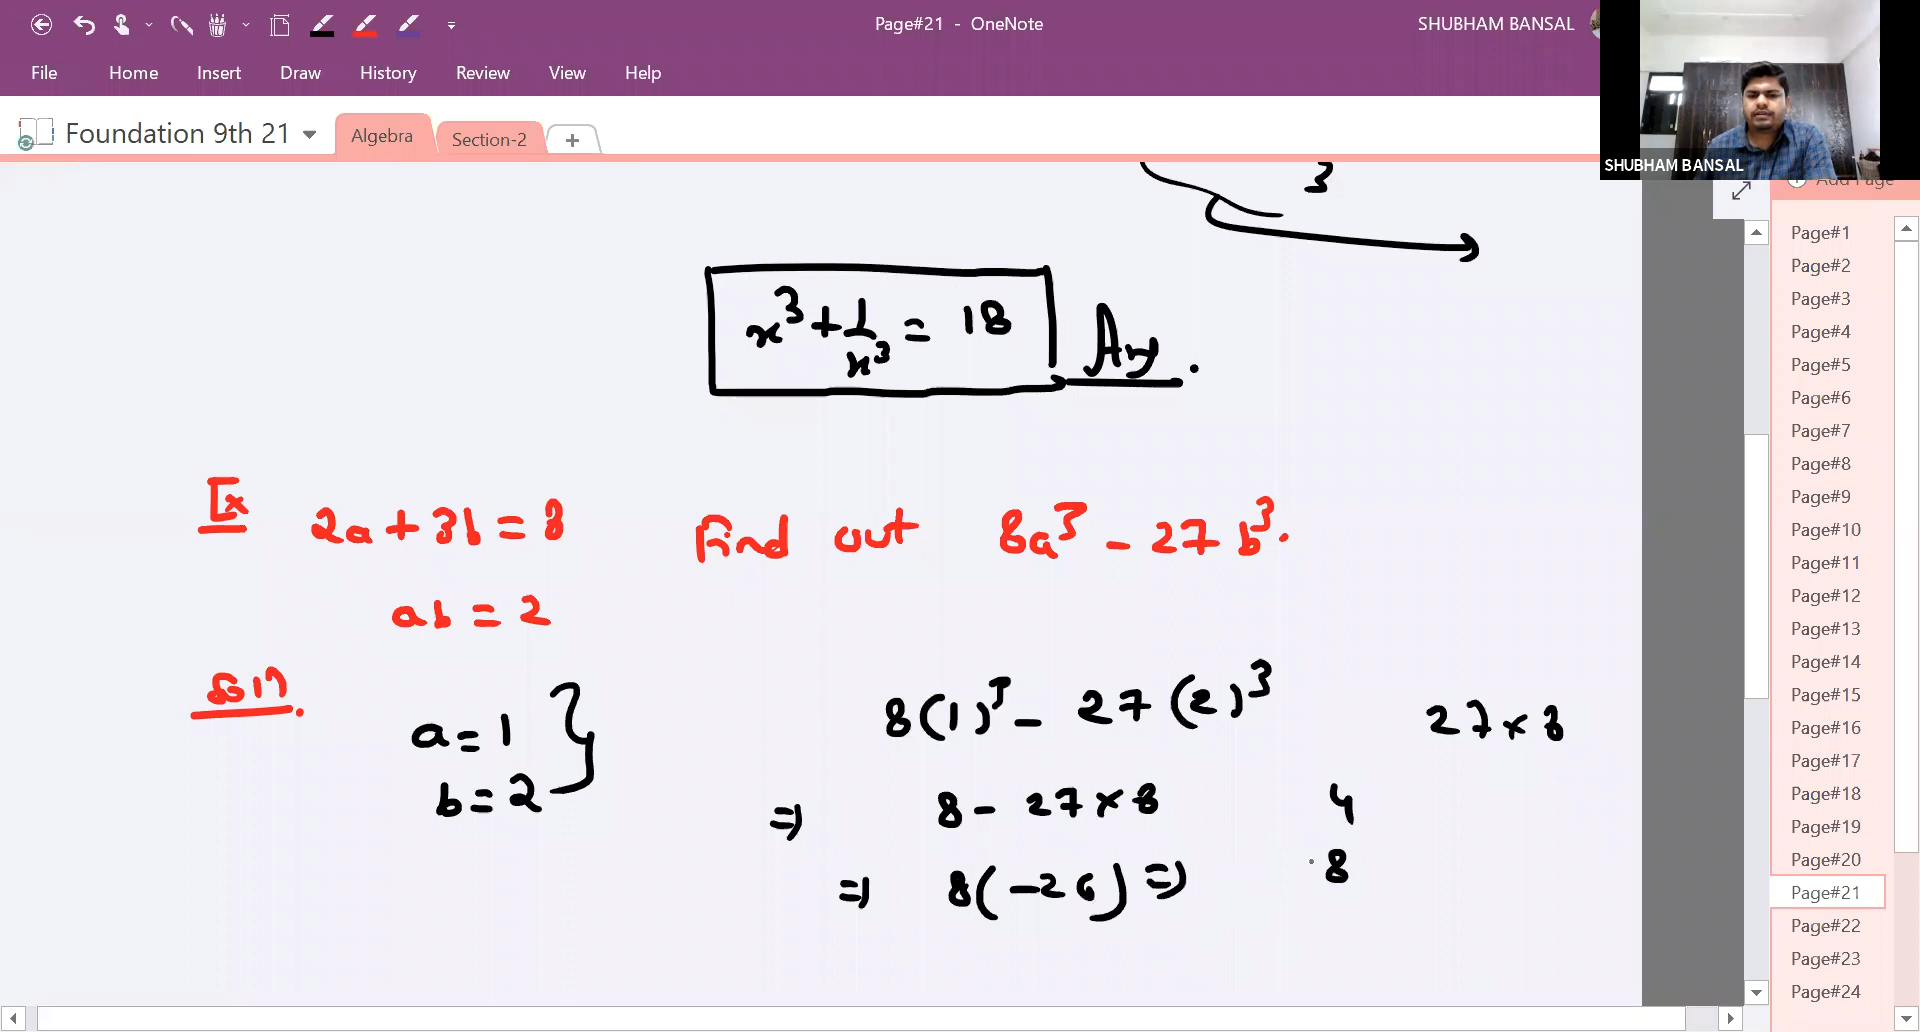 Page#21 - OneNote
SHUBHAM BANSAL
File Home Insert Draw History Review View Help
SHUBHAM BANSAL
Foundation 9th 21
Algebra
Section-2
+
Add Page
3
x³ + 1/x³ = 18
Ex 2a + 3b = 8 Find out 8a³ - 27b³.
ab = 2
Soln.
a = 1
b = 2
8(1)³ - 27(2)³
27 × 8
⇒ 8 - 27 × 8
4
⇒ 8(-26) ⇒
8
Page#1
Page#2
Page#3
Page#4
Page#5
Page#6
Page#7
Page#8
Page#9
Page#10
Page#11
Page#12
Page#13
Page#14
Page#15
Page#16
Page#17
Page#18
Page#19
Page#20
Page#21
Page#22
Page#23
Page#24